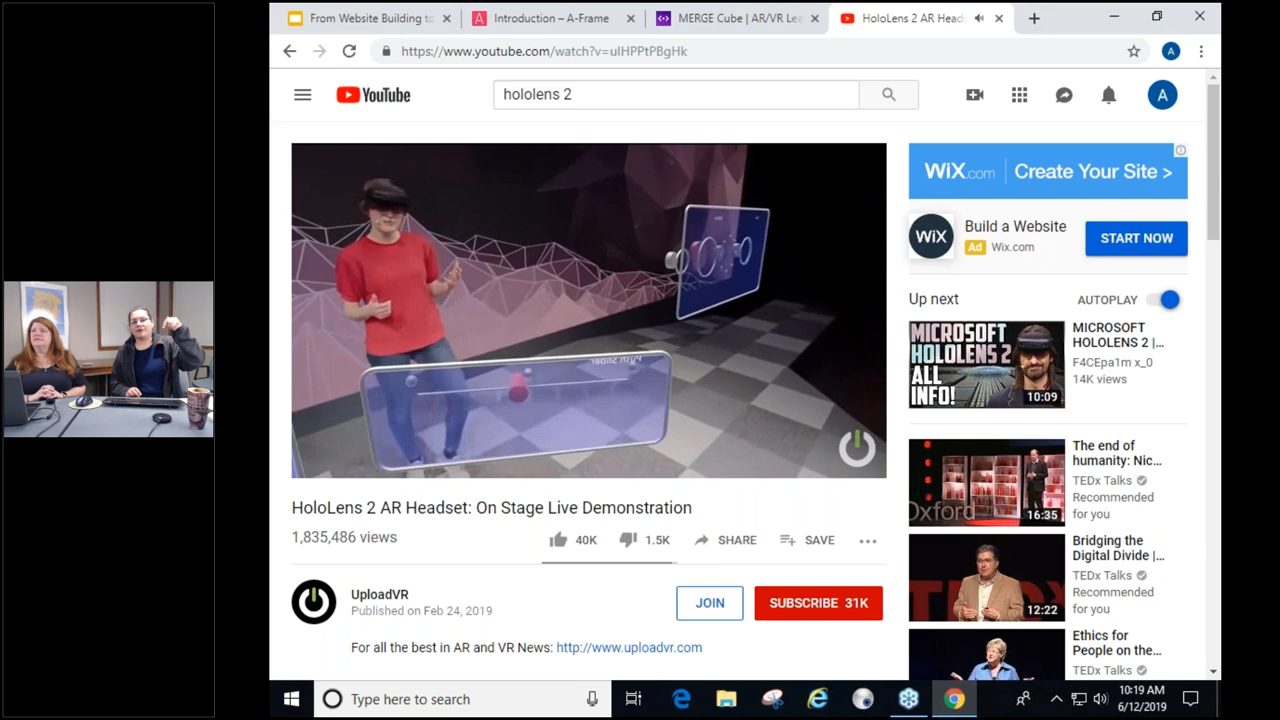 From Website Building to
Introduction – A-Frame
MERGE Cube | AR/VR Lea
HoloLens 2 AR Heads
https://www.youtube.com/watch?v=uIHPPtPBgHk
A
YouTube
hololens 2
A
WiX.com Create Your Site >
WiX
Build a Website
Ad Wix.com
START NOW
Up next
AUTOPLAY
MICROSOFT
HOLOLENS 2
ALL
INFO!
10:09
MICROSOFT
HOLOLENS 2 |...
F4CEpa1m x_0
14K views
Push Slider
Oxford
16:35
The end of
humanity: Nic...
TEDx Talks
Recommended
for you
HoloLens 2 AR Headset: On Stage Live Demonstration
1,835,486 views
40K
1.5K
SHARE
SAVE
12:22
Bridging the
Digital Divide |...
TEDx Talks
Recommended
for you
UploadVR
Published on Feb 24, 2019
JOIN
SUBSCRIBE 31K
For all the best in AR and VR News: http://www.uploadvr.com
Ethics for
People on the...
TEDx Talks
Type here to search
10:19 AM
6/12/2019